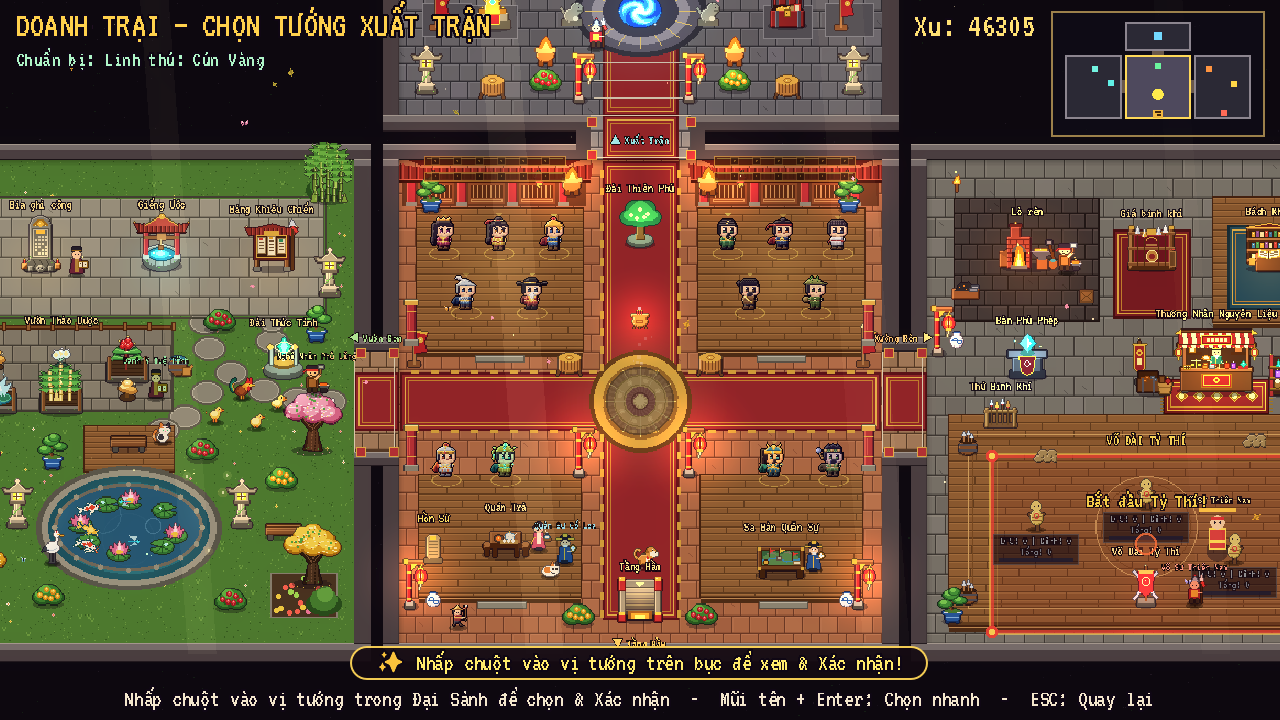 DOANH TRẠI - CHỌN TƯỚNG XUẤT TRẬN
Xu: 46305
Chuẩn bị: Linh thú: Cún Vàng
▲ Xuất Trận
Đài Thiên Phú
Bia ghi công
Giếng Ước
Bảng Khiêu Chiến
Lò rèn
Giá binh khí
Bách
Vườn Thảo Dược
Đài Thức Tỉnh
Bàn Phù Phép
Thương Nhân Nguyên Liệu
Thử Binh Khí
VÕ ĐÀI TỶ THÍ
Bắt đầu Tỷ Thí
Võ Đài Tỷ Thí
Hồn Sứ
Quán Trà
Sa Bàn Quân Sự
Tầng Hầm
Nhấp chuột vào vị tướng trên bục để xem & Xác nhận!
Nhấp chuột vào vị tướng trong Đại Sảnh để chọn & Xác nhận - Mũi tên + Enter: Chọn nhanh - ESC: Quay lại